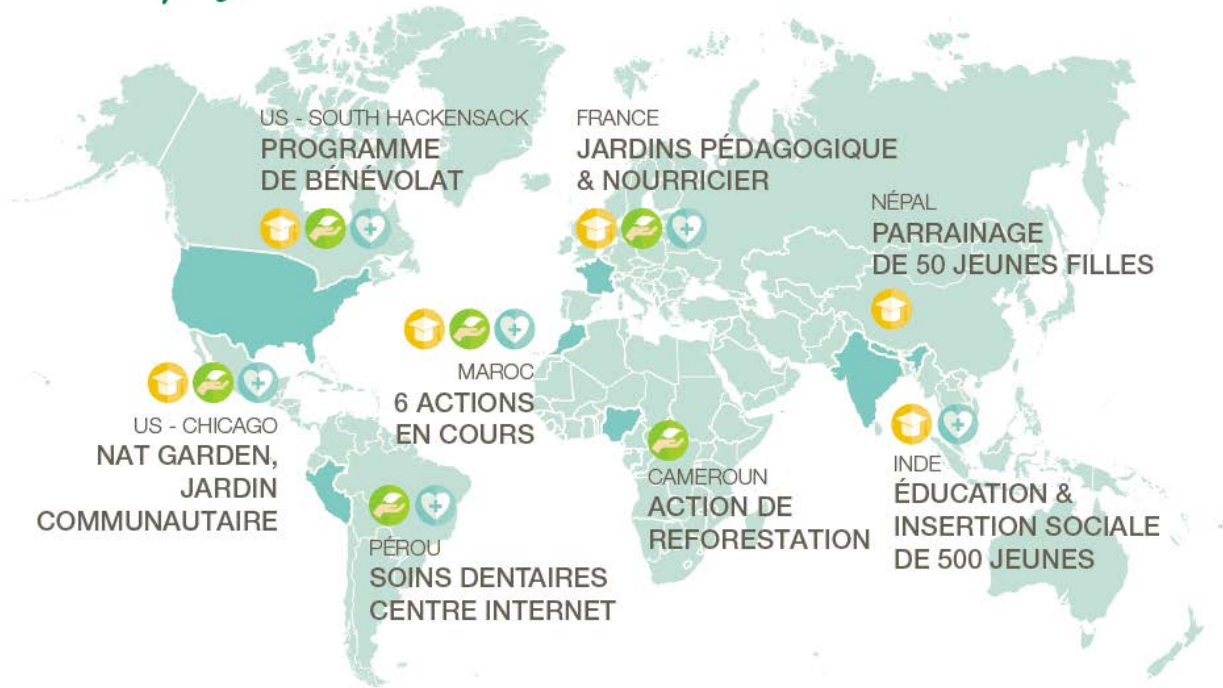 US - SOUTH HACKENSACK
PROGRAMME
DE BÉNÉVOLAT
FRANCE
JARDINS PÉDAGOGIQUE
& NOURRICIER
NÉPAL
PARRAINAGE
DE 50 JEUNES FILLES
MAROC
6 ACTIONS
EN COURS
US - CHICAGO
NAT GARDEN,
JARDIN
COMMUNAUTAIRE
PÉROU
SOINS DENTAIRES
CENTRE INTERNET
CAMEROUN
ACTION DE
REFORESTATION
INDE
ÉDUCATION &
INSERTION SOCIALE
DE 500 JEUNES